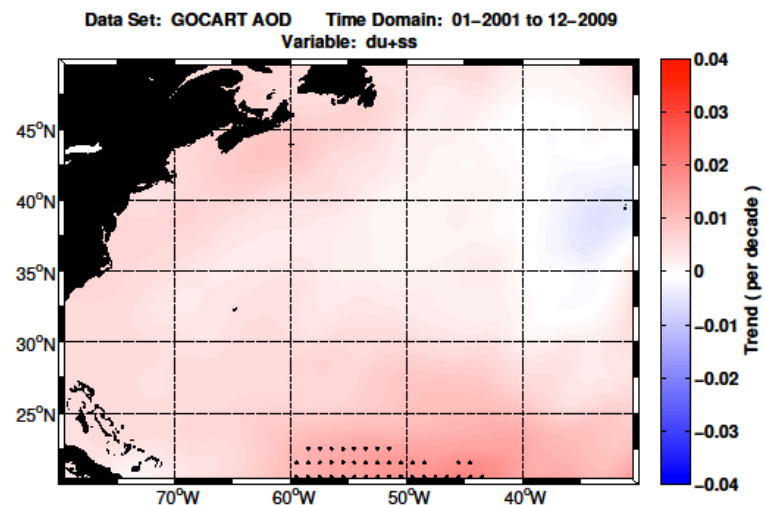 Data Set: GOCART AOD Time Domain: 01−2001 to 12−2009
Variable: du+ss
45°N
40°N
35°N
30°N
25°N
70°W
60°W
50°W
40°W
0.04
0.03
0.02
0.01
0
−0.01
−0.02
−0.03
−0.04
Trend ( per decade )